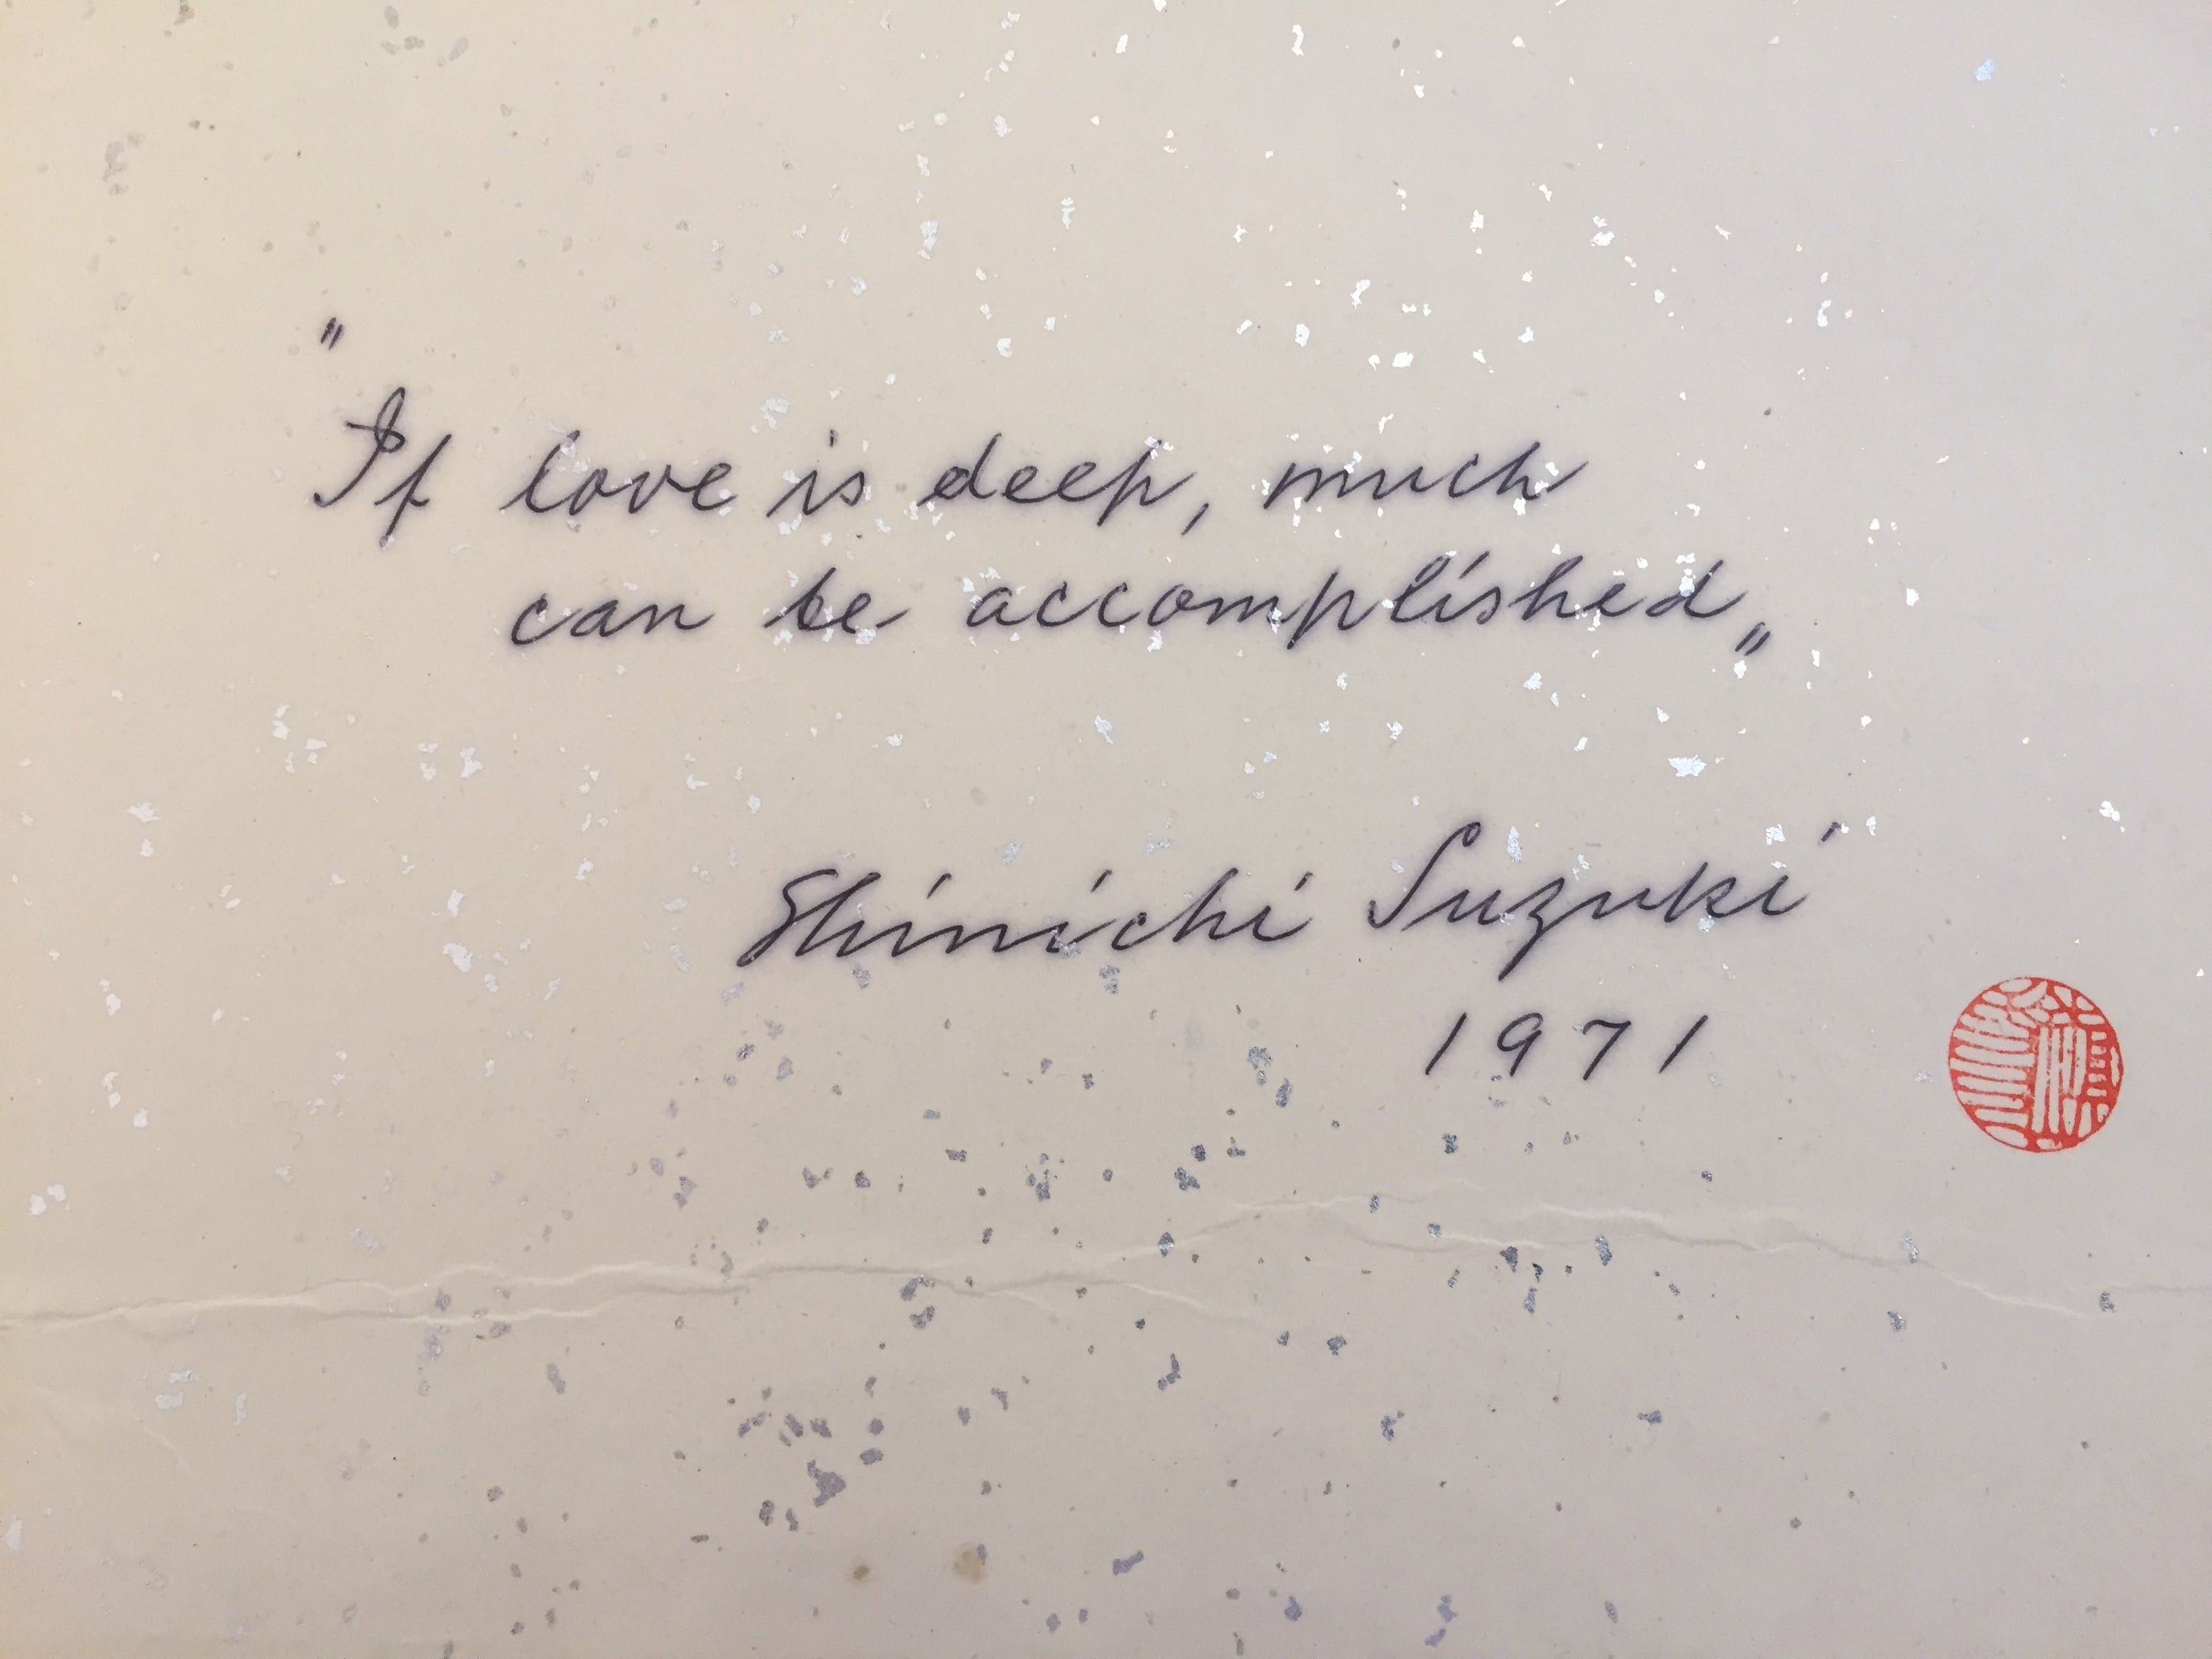 "
If love is deep, much
can be accomplished„
Shinichi Suzuki
1971